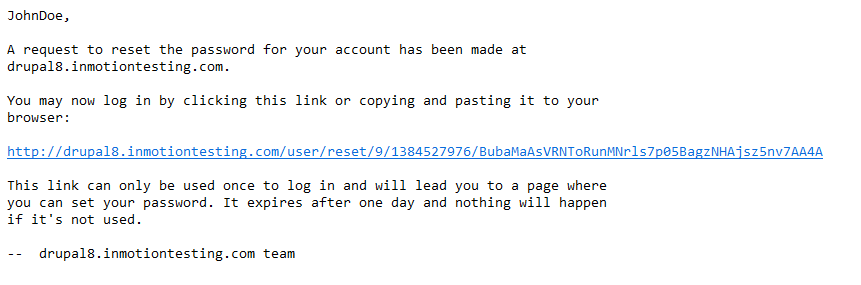 JohnDoe,
A request to reset the password for your account has been made at
drupal8.inmotiontesting.com.
You may now log in by clicking this link or copying and pasting it to your
browser:
http://drupal8.inmotiontesting.com/user/reset/9/1384527976/BubaMaAsVRNToRunMNrls7p05BagzNHAjsz5nv7AA4A
This link can only be used once to log in and will lead you to a page where
you can set your password. It expires after one day and nothing will happen
if it's not used.
--  drupal8.inmotiontesting.com team